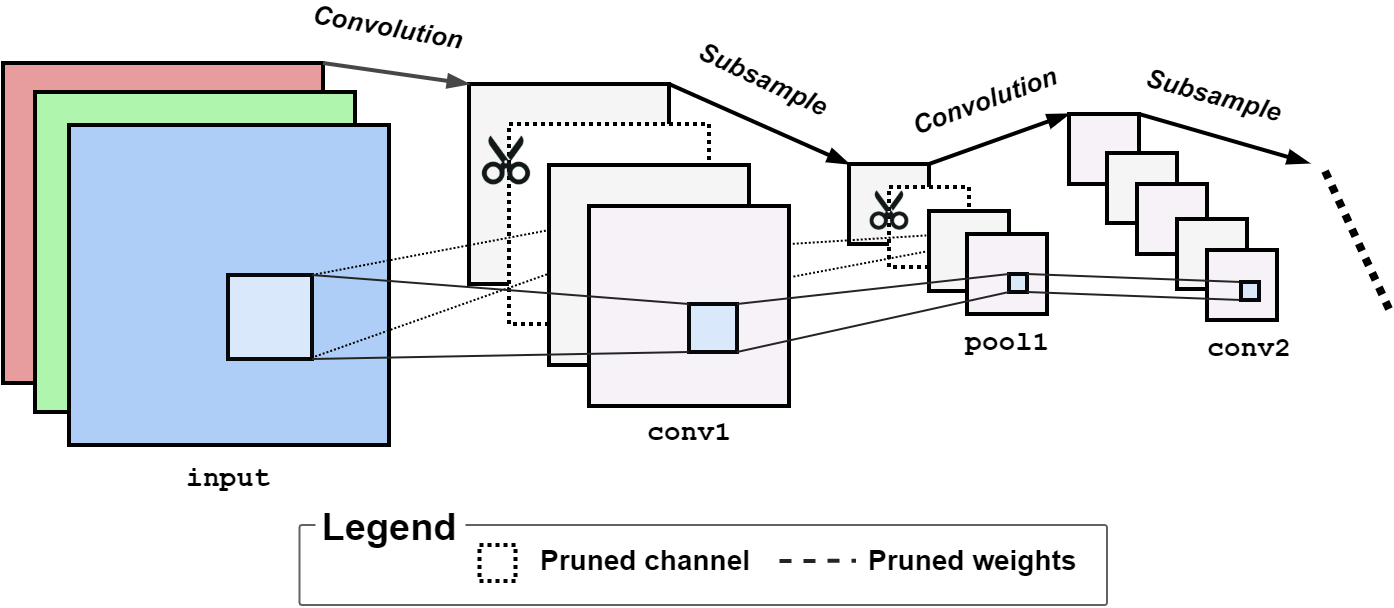 Convolution
Subsample
Convolution
Subsample
pool1
conv2
conv1
input
Legend
Pruned channel
Pruned weights